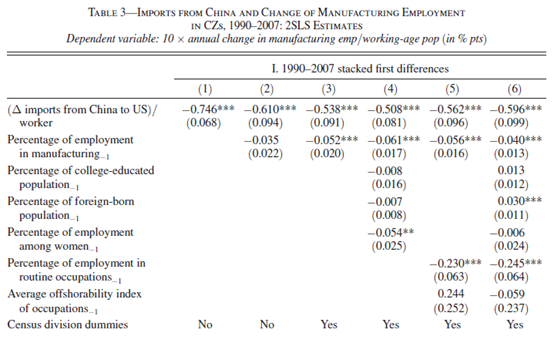 TABLE 3—IMPORTS FROM CHINA AND CHANGE OF MANUFACTURING EMPLOYMENT
IN CZS, 1990–2007: 2SLS ESTIMATES
Dependent variable: 10 × annual change in manufacturing emp/working-age pop (in % pts)
I. 1990–2007 stacked first differences
(1) (2) (3) (4) (5) (6)
(Δ imports from China to US)/ −0.746*** −0.610*** −0.538*** −0.508*** −0.562*** −0.596***
worker (0.068) (0.094) (0.091) (0.081) (0.096) (0.099)
Percentage of employment −0.035 −0.052*** −0.061*** −0.056*** −0.040***
in manufacturing−1 (0.022) (0.020) (0.017) (0.016) (0.013)
Percentage of college-educated −0.008 0.013
population−1 (0.016) (0.012)
Percentage of foreign-born −0.007 0.030***
population−1 (0.008) (0.011)
Percentage of employment −0.054** −0.006
among women−1 (0.025) (0.024)
Percentage of employment in −0.230*** −0.245***
routine occupations−1 (0.063) (0.064)
Average offshorability index 0.244 −0.059
of occupations−1 (0.252) (0.237)
Census division dummies No No Yes Yes Yes Yes